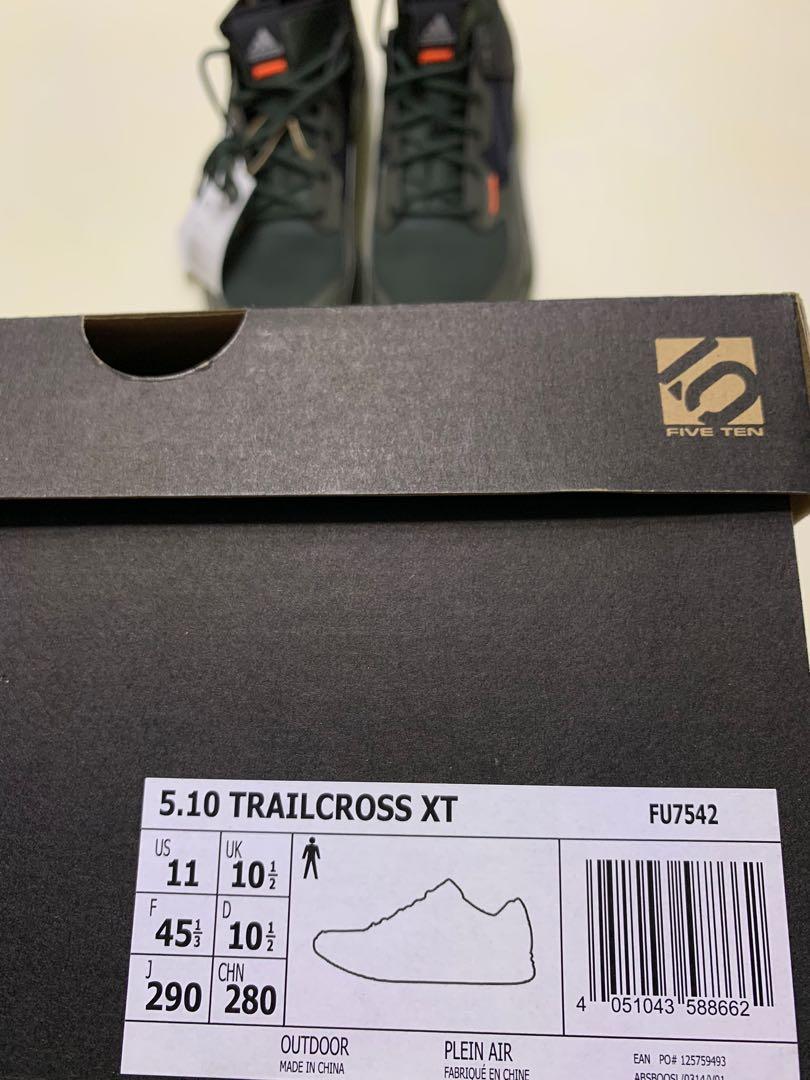 FIVE TEN
5.10 TRAILCROSS XT FU7542
US 11 UK 10½
F 45⅓ D 10½
J 290 CHN 280
4 051043 588662
OUTDOOR PLEIN AIR
MADE IN CHINA FABRIQUÉ EN CHINE
EAN PO# 125759493